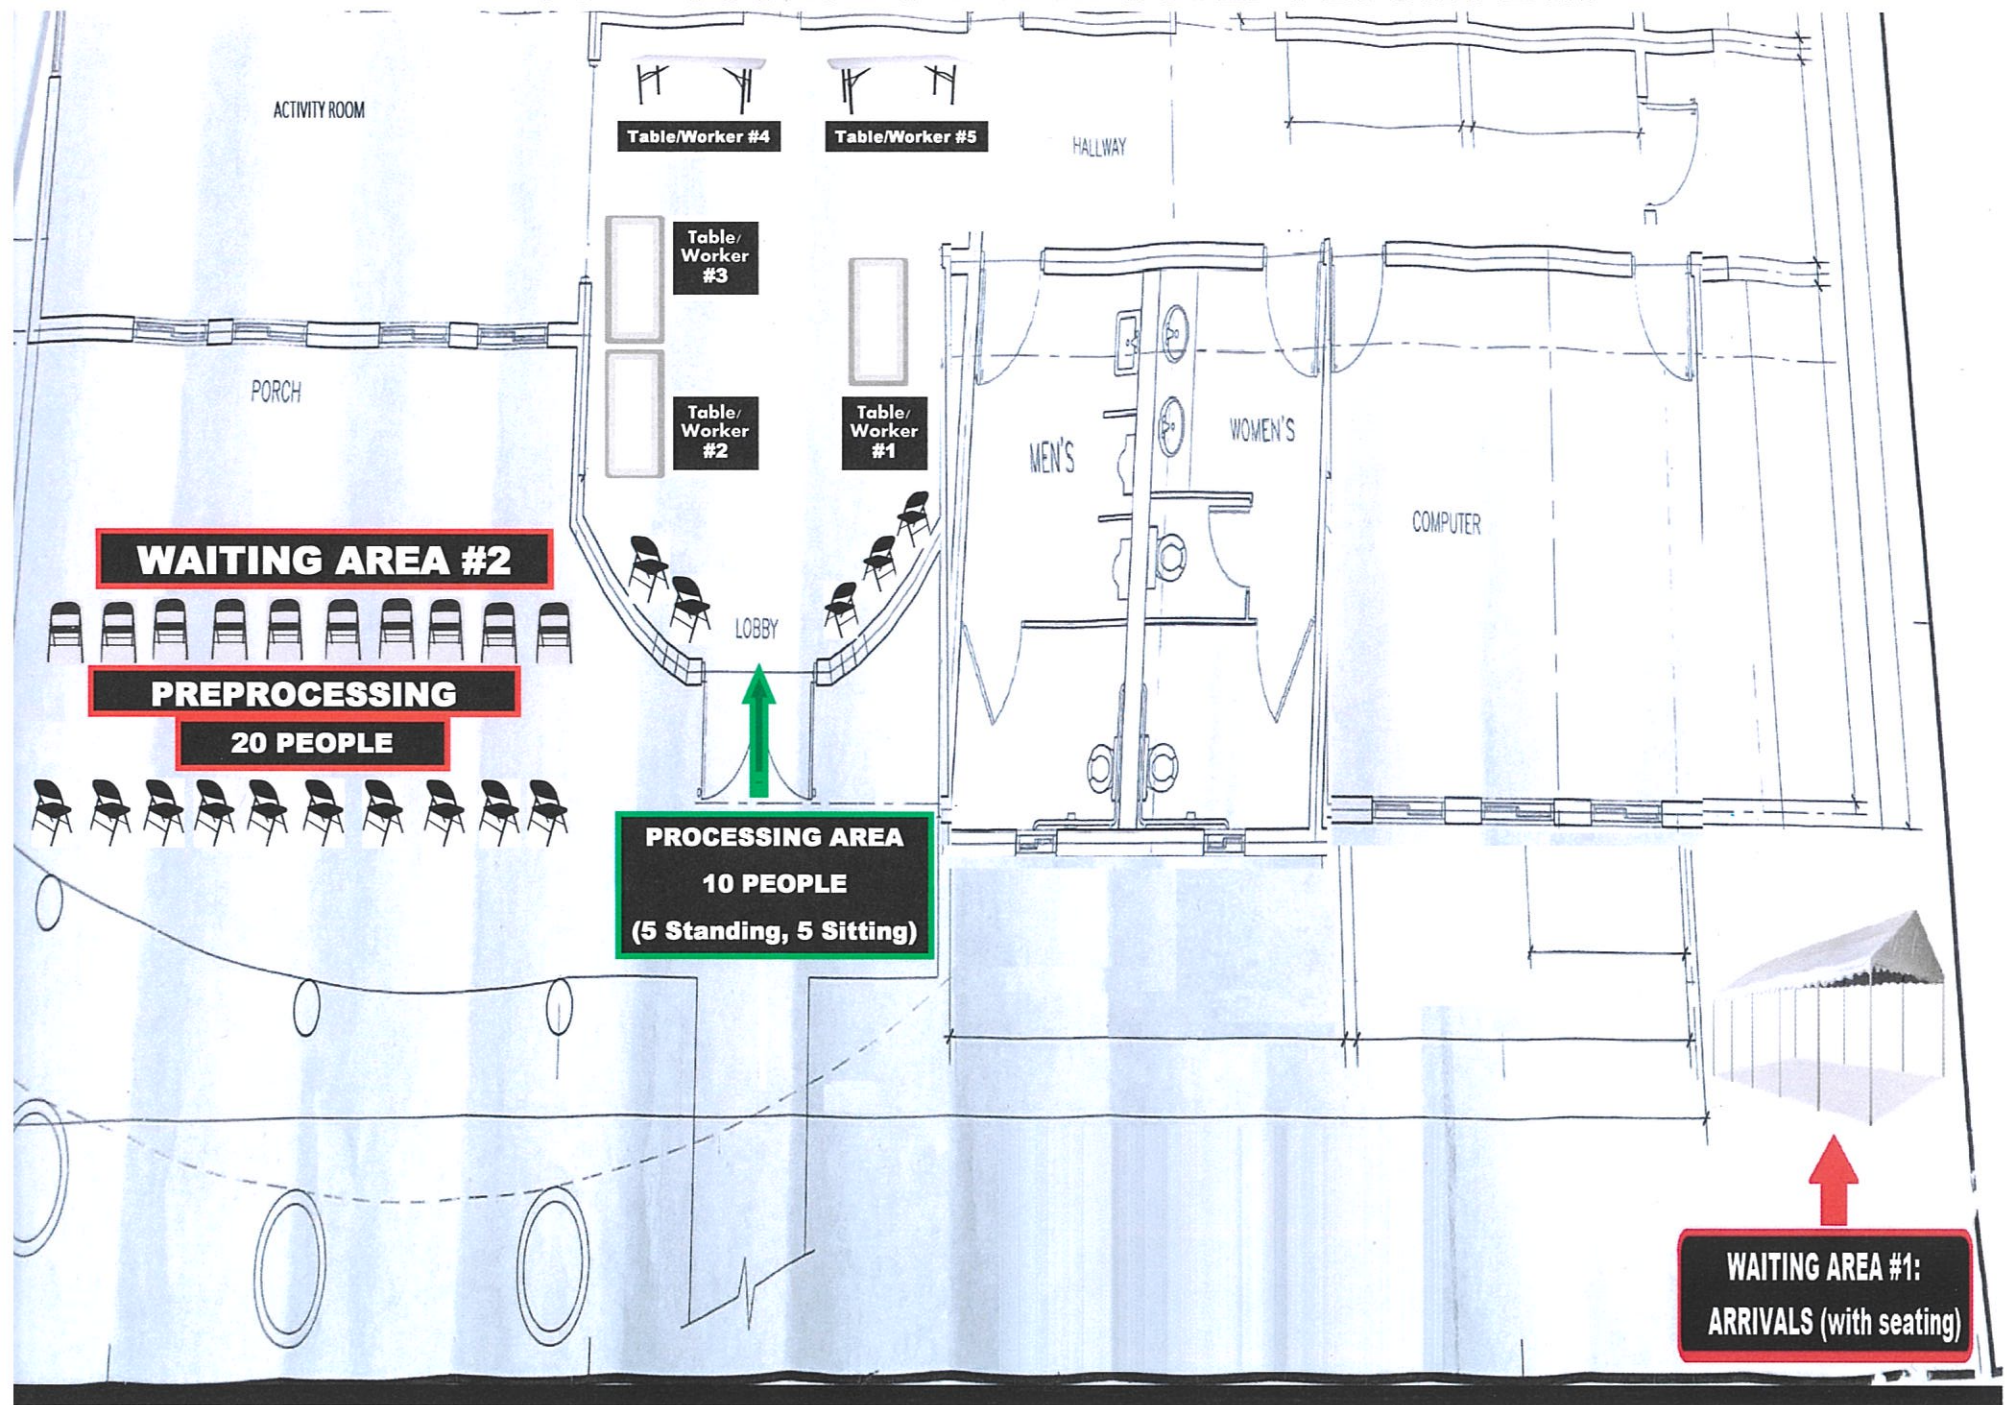 ACTIVITY ROOM
Table/Worker #4
Table/Worker #5
HALLWAY
Table/
Worker
#3
PORCH
Table/
Worker
#2
Table/
Worker
#1
MEN'S
WOMEN'S
COMPUTER
WAITING AREA #2
LOBBY
PREPROCESSING
20 PEOPLE
PROCESSING AREA
10 PEOPLE
(5 Standing, 5 Sitting)
WAITING AREA #1:
ARRIVALS (with seating)